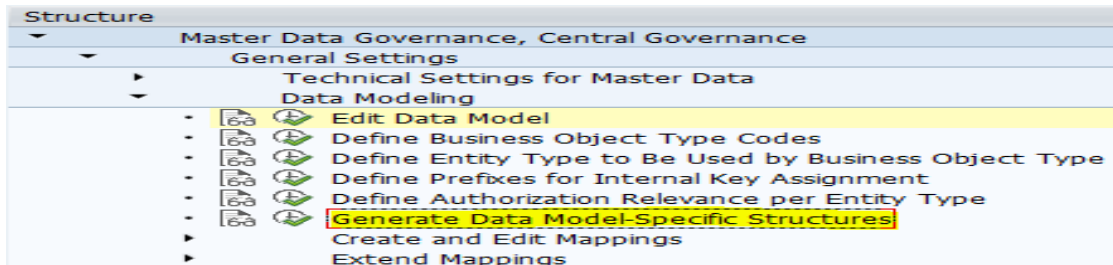 Structure
Master Data Governance, Central Governance
General Settings
Technical Settings for Master Data
Data Modeling
Edit Data Model
Define Business Object Type Codes
Define Entity Type to Be Used by Business Object Type
Define Prefixes for Internal Key Assignment
Define Authorization Relevance per Entity Type
Generate Data Model-Specific Structures
Create and Edit Mappings
Extend Mappings